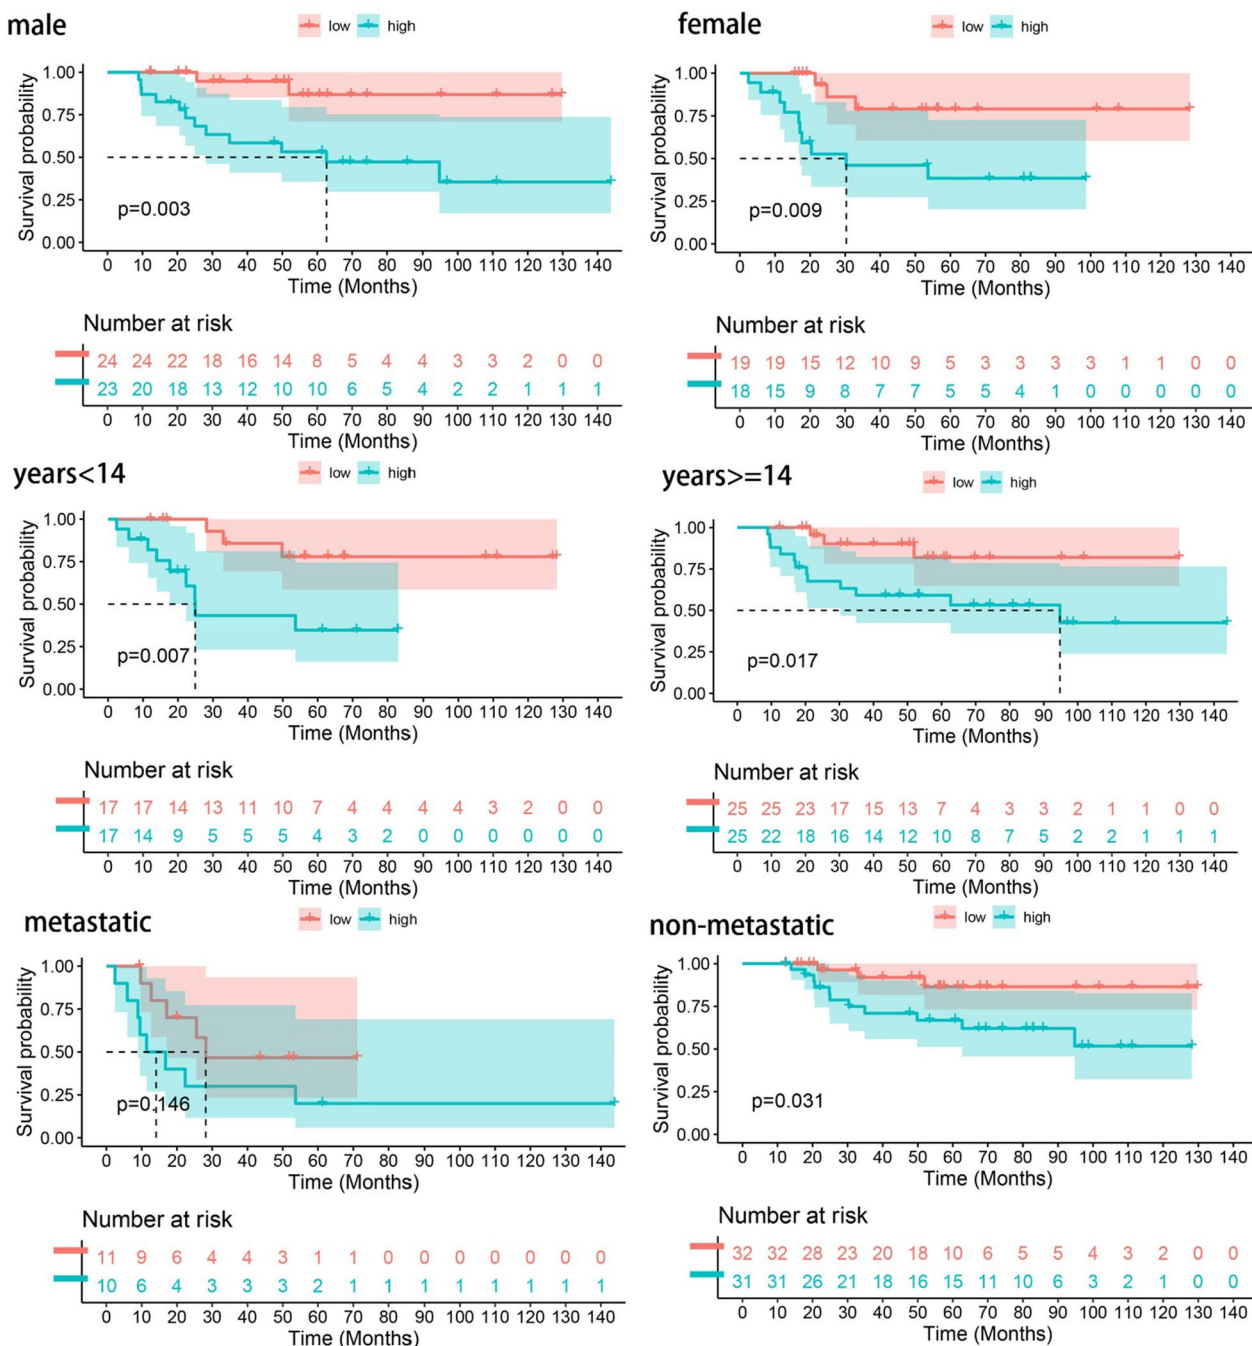 male
low high
Survival probability
1.00
0.75
0.50
0.25
0.00
p=0.003
0 10 20 30 40 50 60 70 80 90 100 110 120 130 140
Time (Months)
Number at risk
24 24 22 18 16 14 8 5 4 4 3 3 2 0 0
23 20 18 13 12 10 10 6 5 4 2 2 1 1 1
0 10 20 30 40 50 60 70 80 90 100 110 120 130 140
Time (Months)
female
low high
Survival probability
1.00
0.75
0.50
0.25
0.00
p=0.009
0 10 20 30 40 50 60 70 80 90 100 110 120 130 140
Time (Months)
Number at risk
19 19 15 12 10 9 5 3 3 3 3 1 1 0 0
18 15 9 8 7 7 5 5 4 1 0 0 0 0 0
0 10 20 30 40 50 60 70 80 90 100 110 120 130 140
Time (Months)
years<14
low high
Survival probability
1.00
0.75
0.50
0.25
0.00
p=0.007
0 10 20 30 40 50 60 70 80 90 100 110 120 130 140
Time (Months)
Number at risk
17 17 14 13 11 10 7 4 4 4 4 3 2 0 0
17 14 9 5 5 5 4 3 2 0 0 0 0 0 0
0 10 20 30 40 50 60 70 80 90 100 110 120 130 140
Time (Months)
years>=14
low high
Survival probability
1.00
0.75
0.50
0.25
0.00
p=0.017
0 10 20 30 40 50 60 70 80 90 100 110 120 130 140
Time (Months)
Number at risk
25 25 23 17 15 13 7 4 3 3 2 1 1 0 0
25 22 18 16 14 12 10 8 7 5 2 2 1 1 1
0 10 20 30 40 50 60 70 80 90 100 110 120 130 140
Time (Months)
metastatic
low high
Survival probability
1.00
0.75
0.50
0.25
0.00
p=0.146
0 10 20 30 40 50 60 70 80 90 100 110 120 130 140
Time (Months)
Number at risk
11 9 6 4 4 3 1 1 0 0 0 0 0 0 0
10 6 4 3 3 3 2 1 1 1 1 1 1 1 1
0 10 20 30 40 50 60 70 80 90 100 110 120 130 140
Time (Months)
non-metastatic
low high
Survival probability
1.00
0.75
0.50
0.25
0.00
p=0.031
0 10 20 30 40 50 60 70 80 90 100 110 120 130 140
Time (Months)
Number at risk
32 32 28 23 20 18 10 6 5 5 4 3 2 0 0
31 31 26 21 18 16 15 11 10 6 3 2 1 0 0
0 10 20 30 40 50 60 70 80 90 100 110 120 130 140
Time (Months)